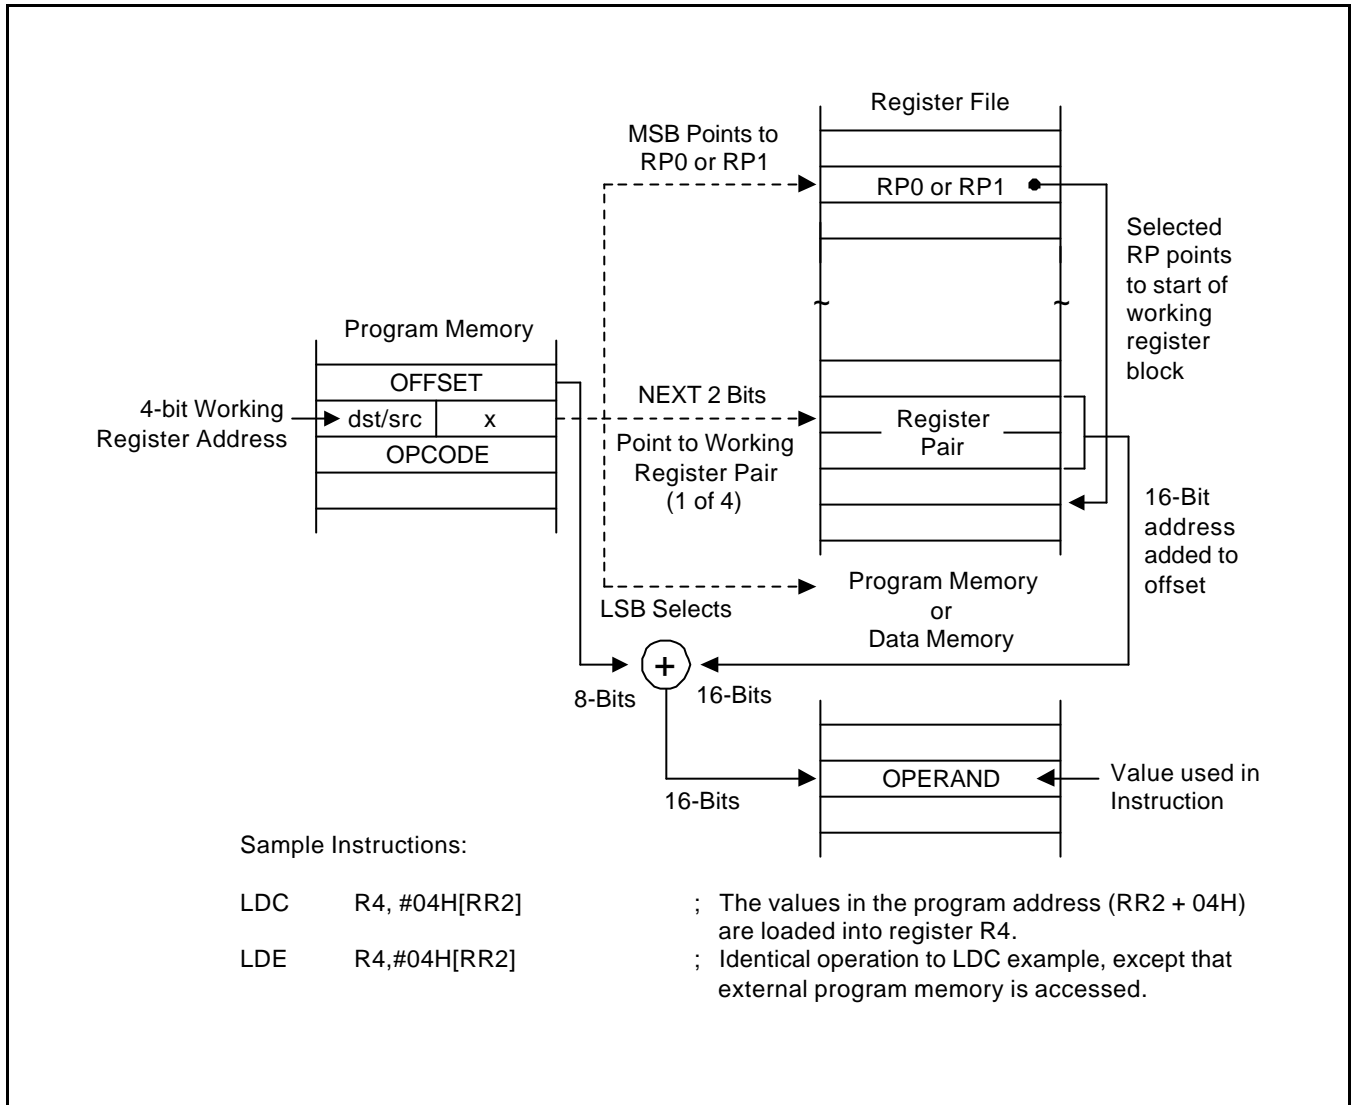 Register File
MSB Points to
RP0 or RP1
RP0 or RP1
Selected
RP points
to start of
working
register
block
Program Memory
OFFSET
4-bit Working
Register Address
dst/src
x
OPCODE
NEXT 2 Bits
Point to Working
Register Pair
(1 of 4)
Register
Pair
16-Bit
address
added to
offset
LSB Selects
Program Memory
or
Data Memory
+
8-Bits
16-Bits
16-Bits
OPERAND
Value used in
Instruction
~
~
Sample Instructions:
LDC R4, #04H[RR2] ; The values in the program address (RR2 + 04H)
are loaded into register R4.
LDE R4,#04H[RR2] ; Identical operation to LDC example, except that
external program memory is accessed.